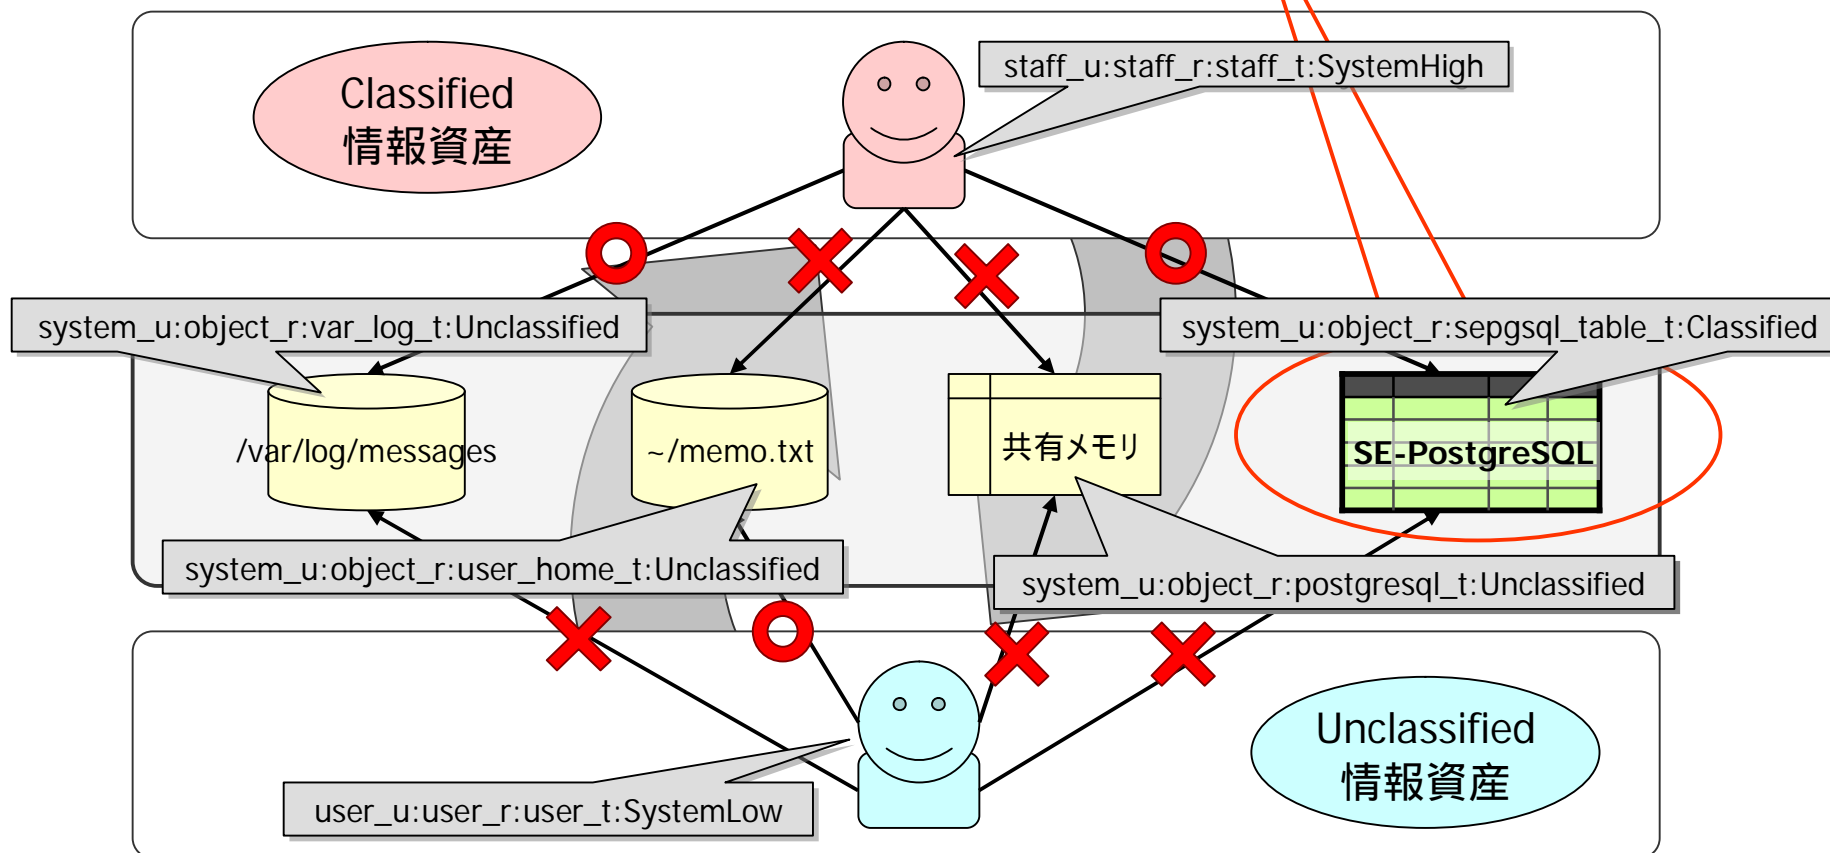 Classified
情報資産
staff_u:staff_r:staff_t:SystemHigh
system_u:object_r:var_log_t:Unclassified
system_u:object_r:sepgsql_table_t:Classified
/var/log/messages
~/memo.txt
共有メモリ
SE-PostgreSQL
system_u:object_r:user_home_t:Unclassified
system_u:object_r:postgresql_t:Unclassified
Unclassified
情報資産
user_u:user_r:user_t:SystemLow